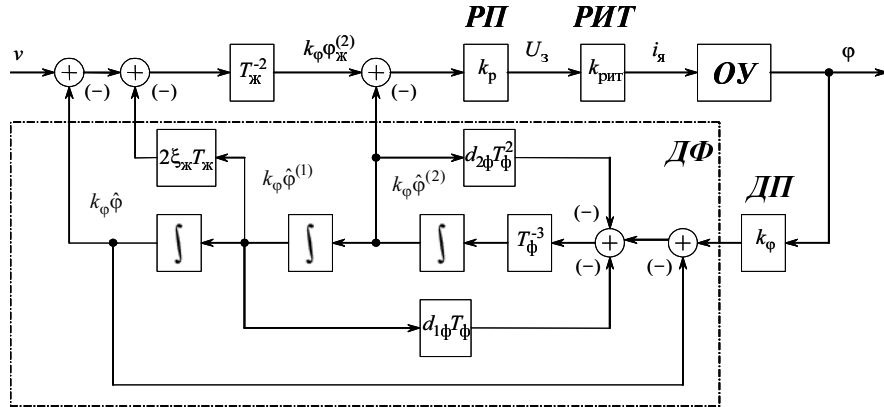 РП РИТ
v k_φφ_ж^(2) U_з i_я φ
(−) (−) T_ж^-2 (−) k_р k_рит ОУ
2ξ_жT_ж d_2фT_ф^2 ДФ
k_φφ̂^(1) k_φφ̂^(2) ДП
k_φφ̂ (−)
∫ ∫ ∫ T_ф^-3 k_φ
(−) (−)
d_1фT_ф